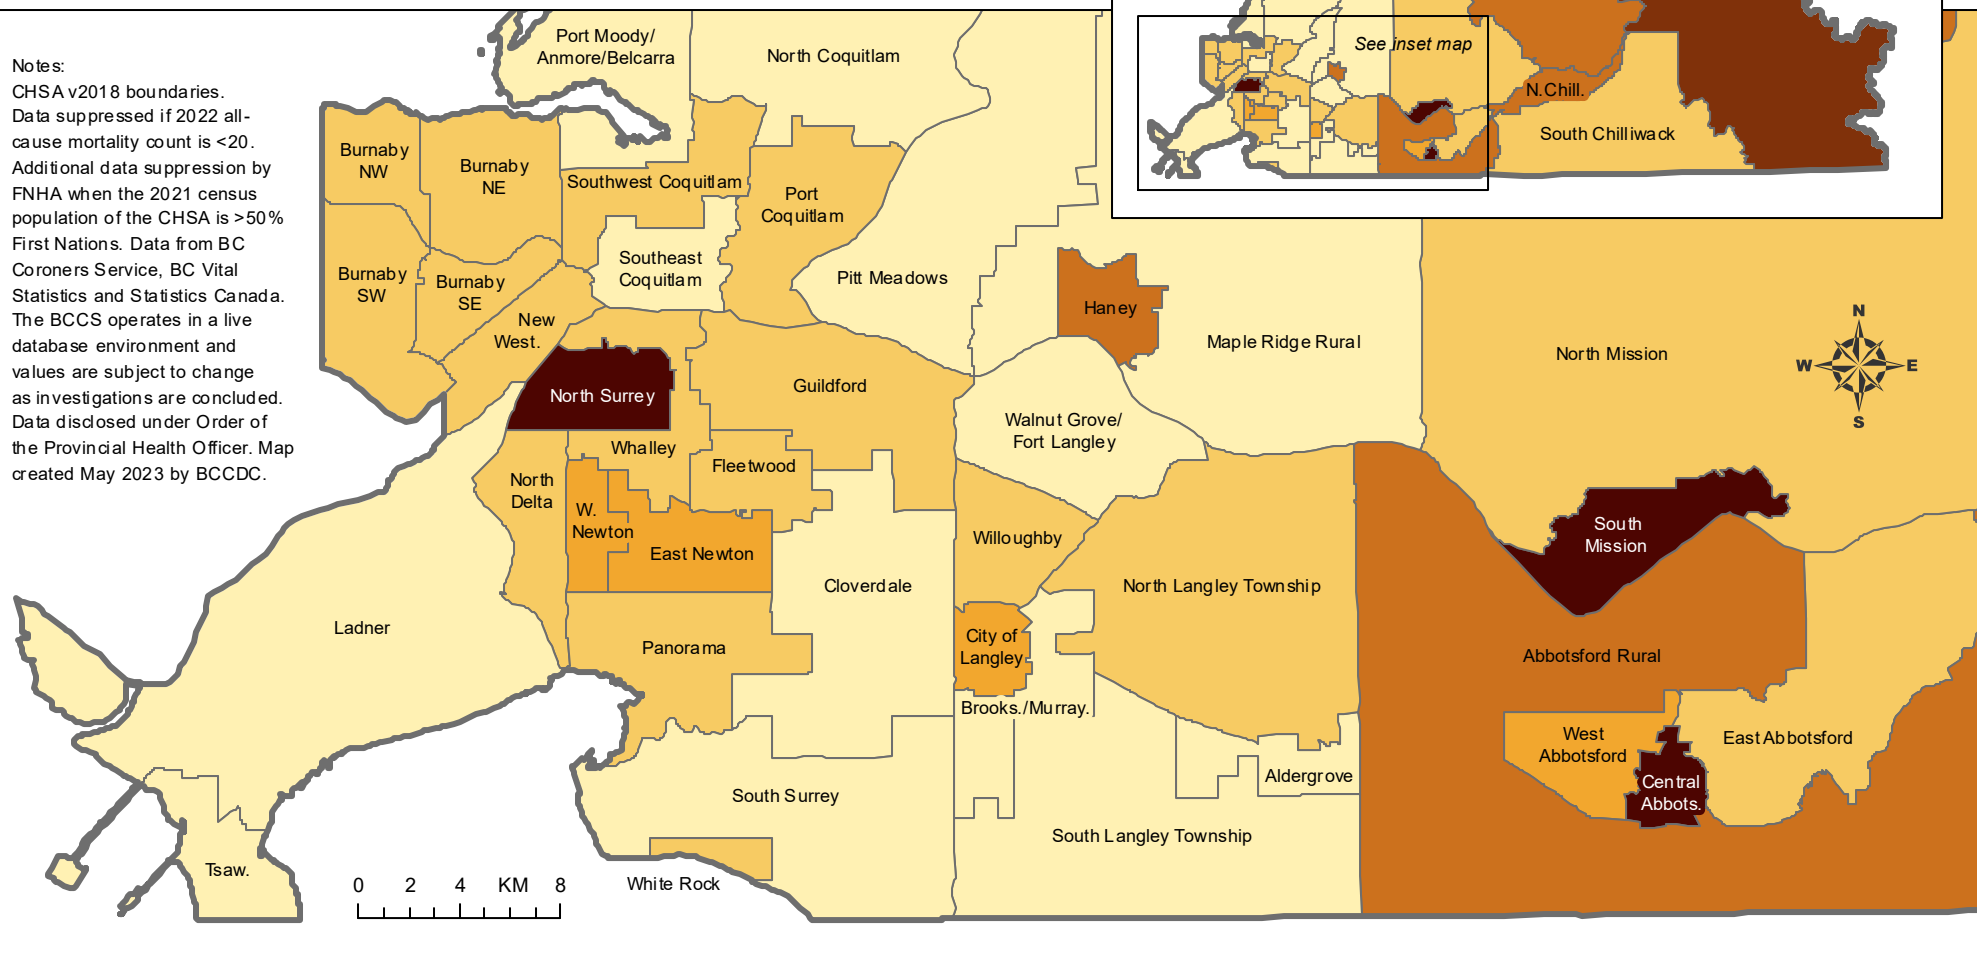 Notes:
CHSA v2018 boundaries.
Data suppressed if 2022 all-
cause mortality count is <20.
Additional data suppression by
FNHA when the 2021 census
population of the CHSA is >50%
First Nations. Data from BC
Coroners Service, BC Vital
Statistics and Statistics Canada.
The BCCS operates in a live
database environment and
values are subject to change
as investigations are concluded.
Data disclosed under Order of
the Provincial Health Officer. Map
created May 2023 by BCCDC.
Port Moody/
Anmore/Belcarra
North Coquitlam
See inset map
N.Chill.
South Chilliwack
Burnaby
NW
Burnaby
NE
Southwest Coquitlam
Port
Coquitlam
Burnaby
SW
Burnaby
SE
Southeast
Coquitlam
Pitt Meadows
New
West.
Haney
Maple Ridge Rural
North Mission
N
W
E
S
North Surrey
Guildford
Walnut Grove/
Fort Langley
Whalley
Fleetwood
North
Delta
W.
Newton
East Newton
Willoughby
South
Mission
Cloverdale
North Langley Township
Ladner
Panorama
City of
Langley
Abbotsford Rural
Brooks./Murray.
West
Abbotsford
East Abbotsford
Aldergrove
Central
Abbots.
South Surrey
South Langley Township
Tsaw.
White Rock
0 2 4 KM 8